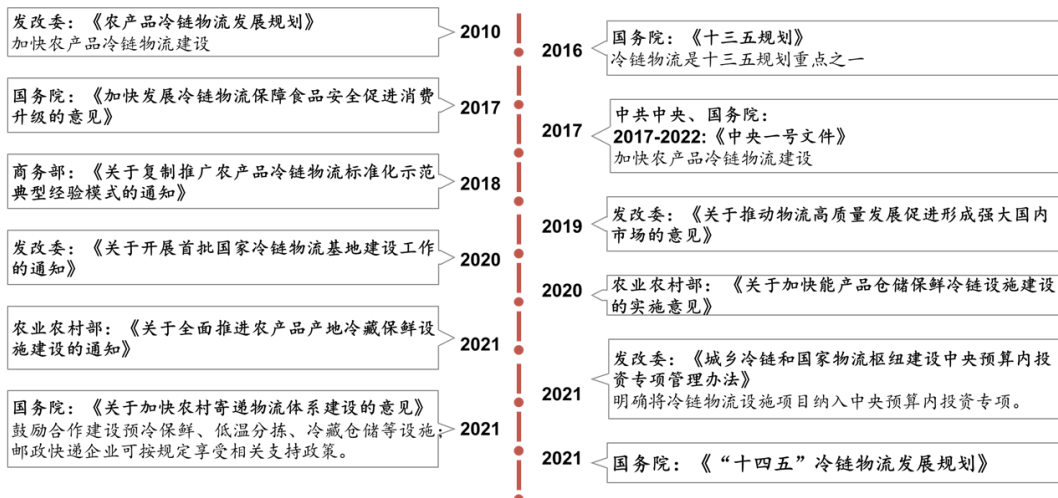 发改委：《农产品冷链物流发展规划》
加快农产品冷链物流建设
2010
国务院：《十三五规划》
冷链物流是十三五规划重点之一
2016
国务院：《加快发展冷链物流保障食品安全促进消费
升级的意见》
2017
中共中央、国务院：
2017-2022:《中央一号文件》
加快农产品冷链物流建设
2017
商务部：《关于复制推广农产品冷链物流标准化示范
典型经验模式的通知》
2018
发改委：《关于推动物流高质量发展促进形成强大国内
市场的意见》
2019
发改委：《关于开展首批国家冷链物流基地建设工作
的通知》
2020
农业农村部：《关于加快能产品仓储保鲜冷链设施建设
的实施意见》
2020
农业农村部：《关于全面推进农产品产地冷藏保鲜设
施建设的通知》
2021
发改委：《城乡冷链和国家物流枢纽建设中央预算内投
资专项管理办法》
明确将冷链物流设施项目纳入中央预算内投资专项。
2021
国务院：《关于加快农村寄递物流体系建设的意见》
鼓励合作建设预冷保鲜、低温分拣、冷藏仓储等设施；
邮政快递企业可按规定享受相关支持政策。
2021
国务院：《“十四五”冷链物流发展规划》
2021